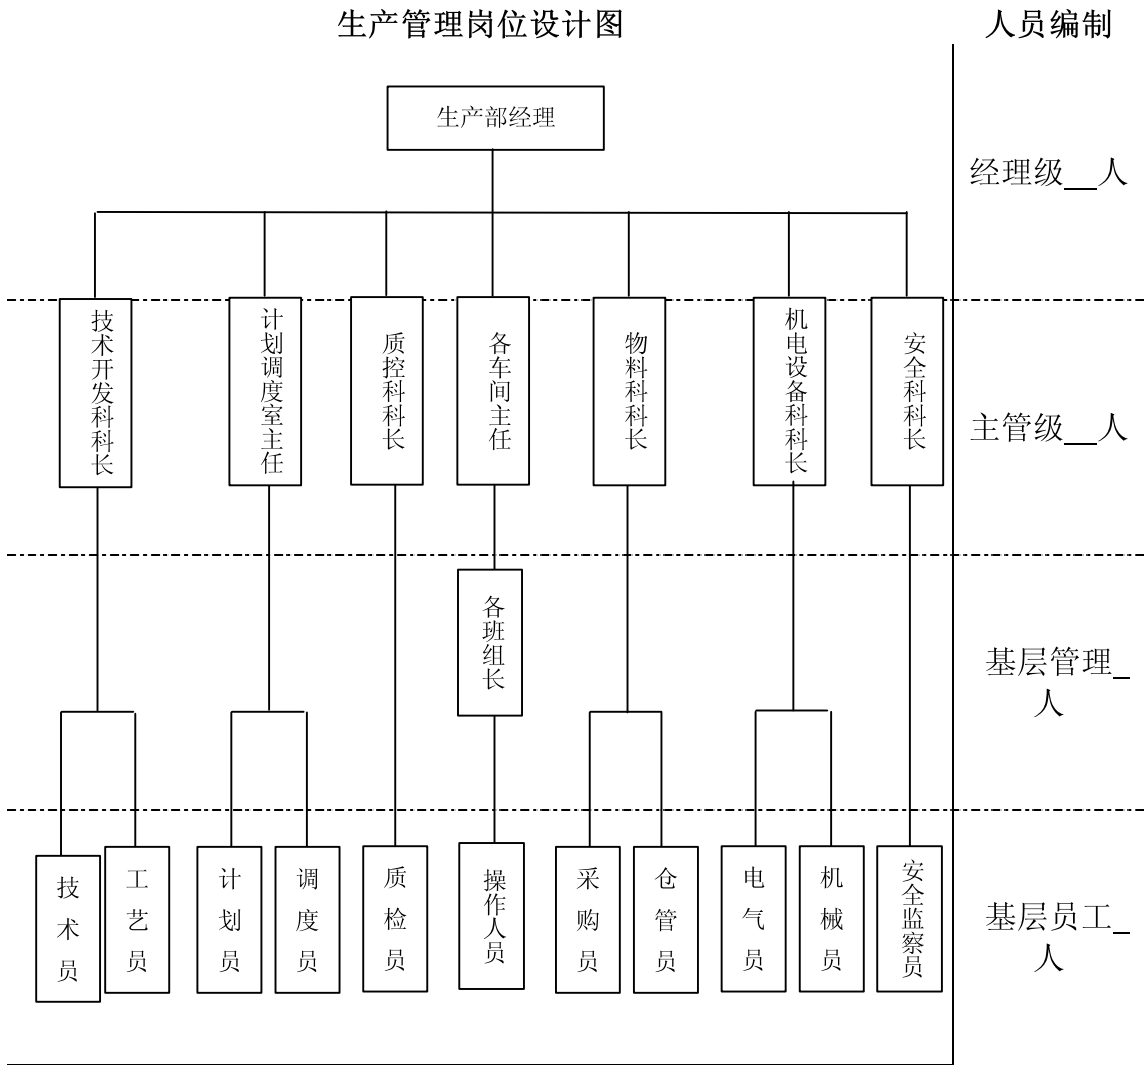 生产管理岗位设计图
人员编制
生产部经理
经理级__人
技术开发科科长
计划调度室主任
质控科科长
各车间主任
物料科科长
机电设备科科长
安全科科长
主管级__人
各班组长
基层管理_
人
技术员
工艺员
计划员
调度员
质检员
操作人员
采购员
仓管员
电气员
机械员
安全监察员
基层员工_
人